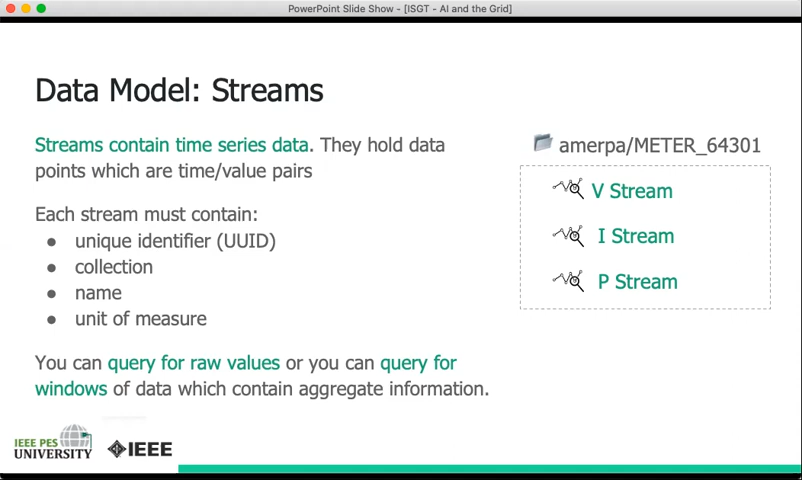 PowerPoint Slide Show - [ISGT - AI and the Grid]
Data Model: Streams
Streams contain time series data. They hold data
points which are time/value pairs
Each stream must contain:
● unique identifier (UUID)
● collection
● name
● unit of measure
You can query for raw values or you can query for
windows of data which contain aggregate information.
amerpa/METER_64301
V Stream
I Stream
P Stream
IEEE PES
UNIVERSITY
IEEE